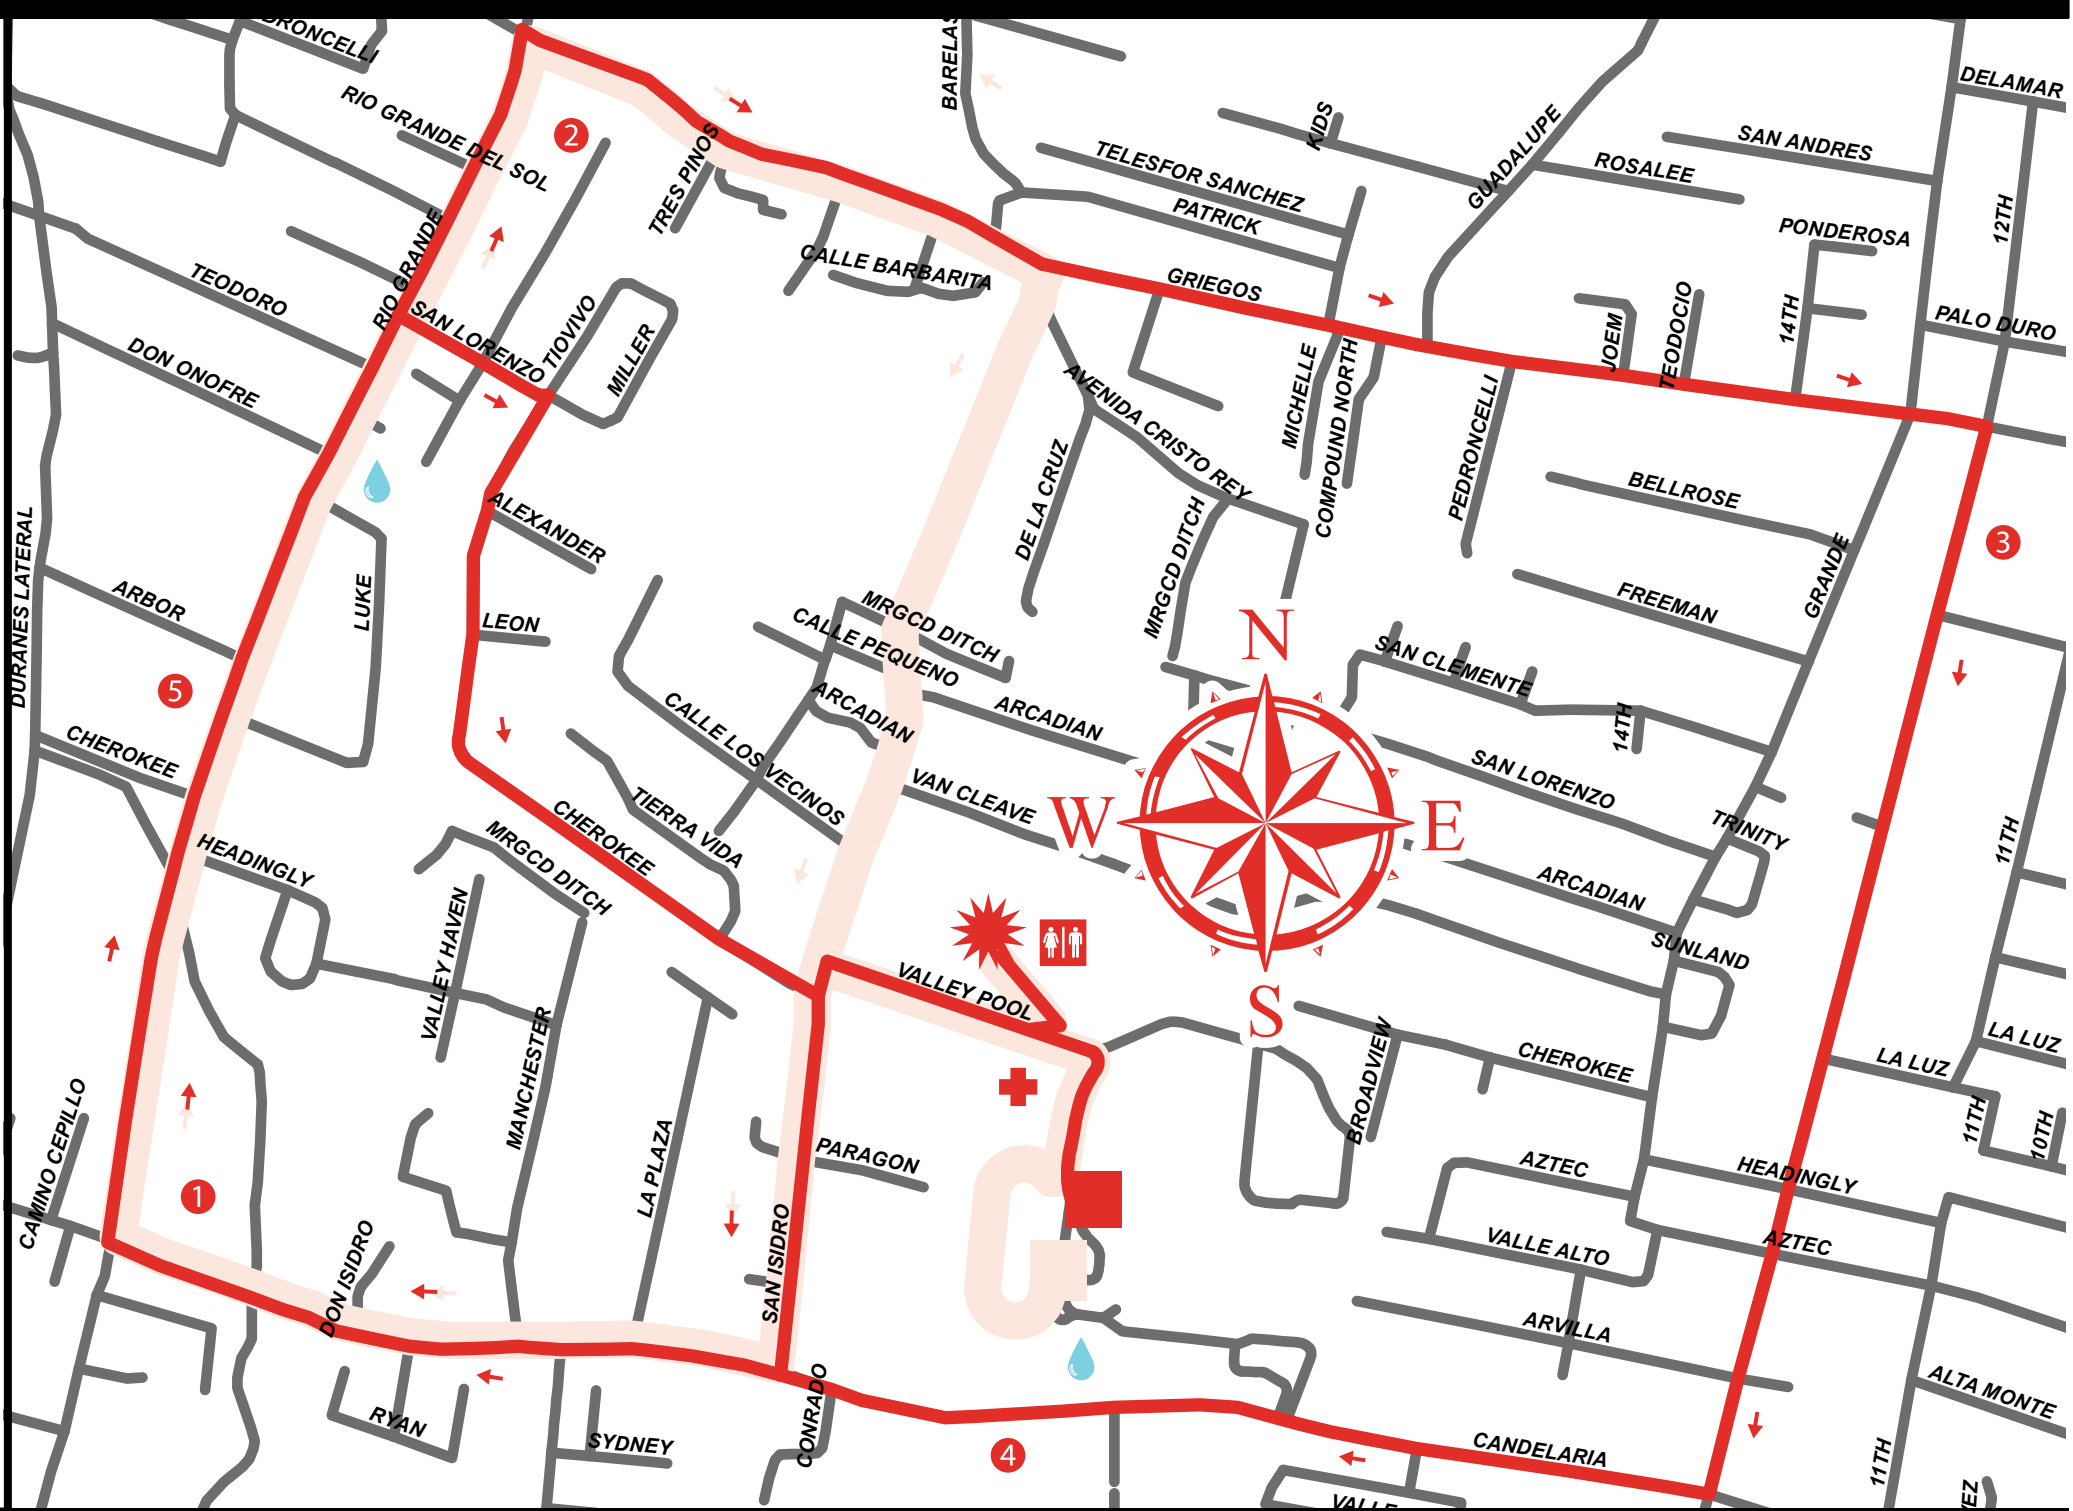 DELAMAR
BARELAS
RIO GRANDE DEL SOL
2
TRES PINOS
KIDS
TELESFOR SANCHEZ
PATRICK
GUADALUPE
ROSALEE
SAN ANDRES
12TH
PONDEROSA
RIO GRANDE
TEODORO
CALLE BARBARITA
GRIEGOS
SAN LORENZO
TIOVIVO
MILLER
JOEM
TEODOCIO
14TH
PALO DURO
DON ONOFRE
AVENIDA CRISTO REY
MICHELLE
COMPOUND NORTH
PEDRONCELLI
DE LA CRUZ
MRGCD DITCH
BELLROSE
3
ALEXANDER
DURANES LATERAL
ARBOR
LUKE
LEON
MRGCD DITCH
CALLE PEQUENO
FREEMAN
GRANDE
N
SAN CLEMENTE
5
ARCADIAN
ARCADIAN
14TH
CHEROKEE
CALLE LOS VECINOS
VAN CLEAVE
SAN LORENZO
W
E
TRINITY
11TH
CHEROKEE
TIERRA VIDA
MRGCD DITCH
HEADINGLY
ARCADIAN
VALLEY HAVEN
SUNLAND
VALLEY POOL
S
MANCHESTER
CHEROKEE
BROADVIEW
LA LUZ
LA LUZ
CAMINO CEPILLO
11TH
10TH
LA PLAZA
PARAGON
AZTEC
HEADINGLY
1
SAN ISIDRO
VALLE ALTO
AZTEC
DON ISIDRO
ARVILLA
CONRADO
ALTA MONTE
RYAN
SYDNEY
4
CANDELARIA
11TH
VALLE